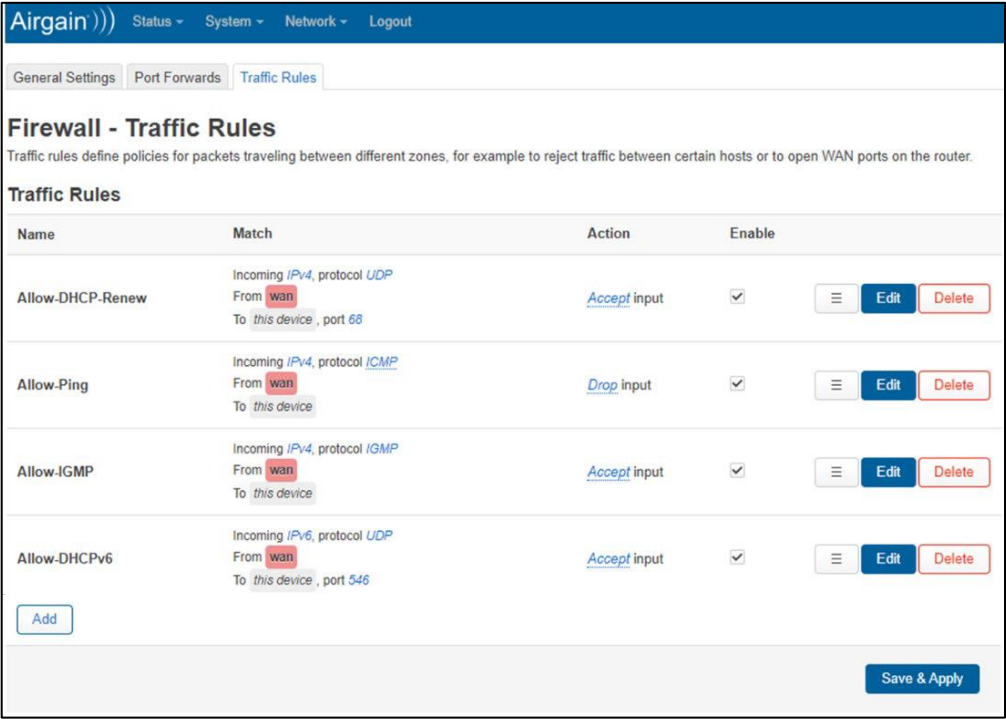 Airgain Status System Network Logout
General Settings Port Forwards Traffic Rules
Firewall - Traffic Rules
Traffic rules define policies for packets traveling between different zones, for example to reject traffic between certain hosts or to open WAN ports on the router.
Traffic Rules
Name Match Action Enable
Incoming IPv4, protocol UDP
Allow-DHCP-Renew From wan Accept input Edit Delete
To this device , port 68
Incoming IPv4, protocol ICMP
Allow-Ping From wan Drop input Edit Delete
To this device
Incoming IPv4, protocol IGMP
Allow-IGMP From wan Accept input Edit Delete
To this device
Incoming IPv6, protocol UDP
Allow-DHCPv6 From wan Accept input Edit Delete
To this device , port 546
Add
Save & Apply